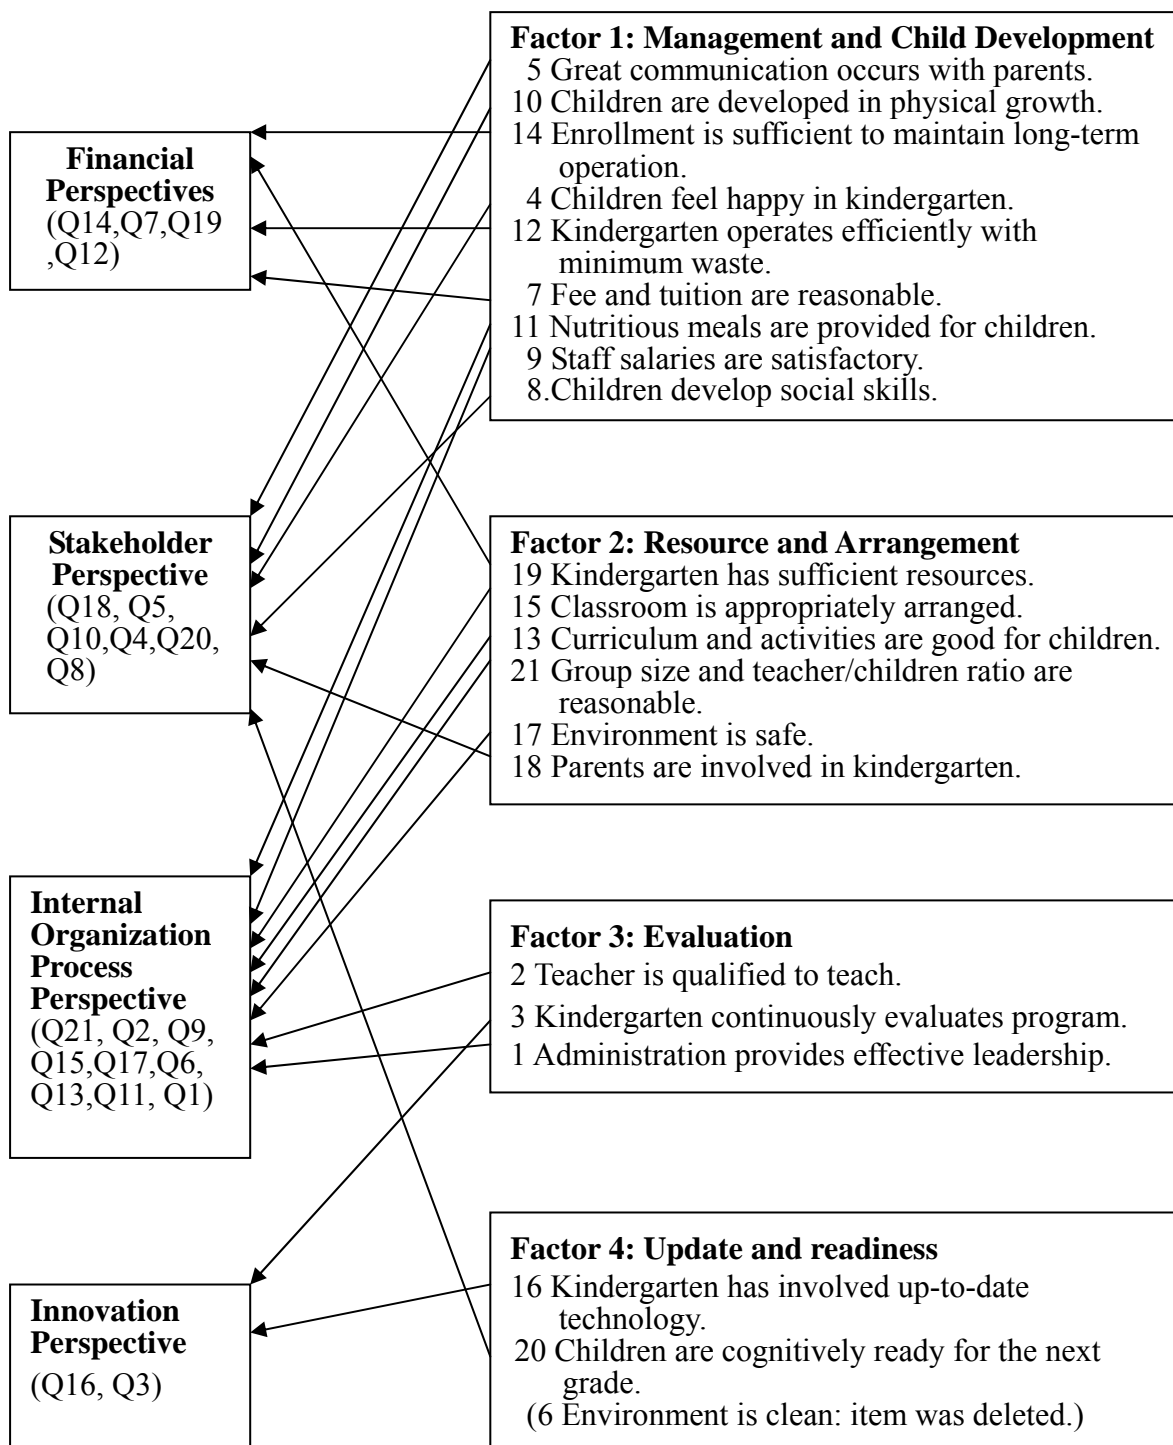 Financial
Perspectives
(Q14,Q7,Q19
,Q12)
Stakeholder
Perspective
(Q18, Q5,
Q10,Q4,Q20,
Q8)
Internal
Organization
Process
Perspective
(Q21, Q2, Q9,
Q15,Q17,Q6,
Q13,Q11, Q1)
Innovation
Perspective
(Q16, Q3)
Factor 1: Management and Child Development
5 Great communication occurs with parents.
10 Children are developed in physical growth.
14 Enrollment is sufficient to maintain long-term
operation.
4 Children feel happy in kindergarten.
12 Kindergarten operates efficiently with
minimum waste.
7 Fee and tuition are reasonable.
11 Nutritious meals are provided for children.
9 Staff salaries are satisfactory.
8.Children develop social skills.
Factor 2: Resource and Arrangement
19 Kindergarten has sufficient resources.
15 Classroom is appropriately arranged.
13 Curriculum and activities are good for children.
21 Group size and teacher/children ratio are
reasonable.
17 Environment is safe.
18 Parents are involved in kindergarten.
Factor 3: Evaluation
2 Teacher is qualified to teach.
3 Kindergarten continuously evaluates program.
1 Administration provides effective leadership.
Factor 4: Update and readiness
16 Kindergarten has involved up-to-date
technology.
20 Children are cognitively ready for the next
grade.
(6 Environment is clean: item was deleted.)